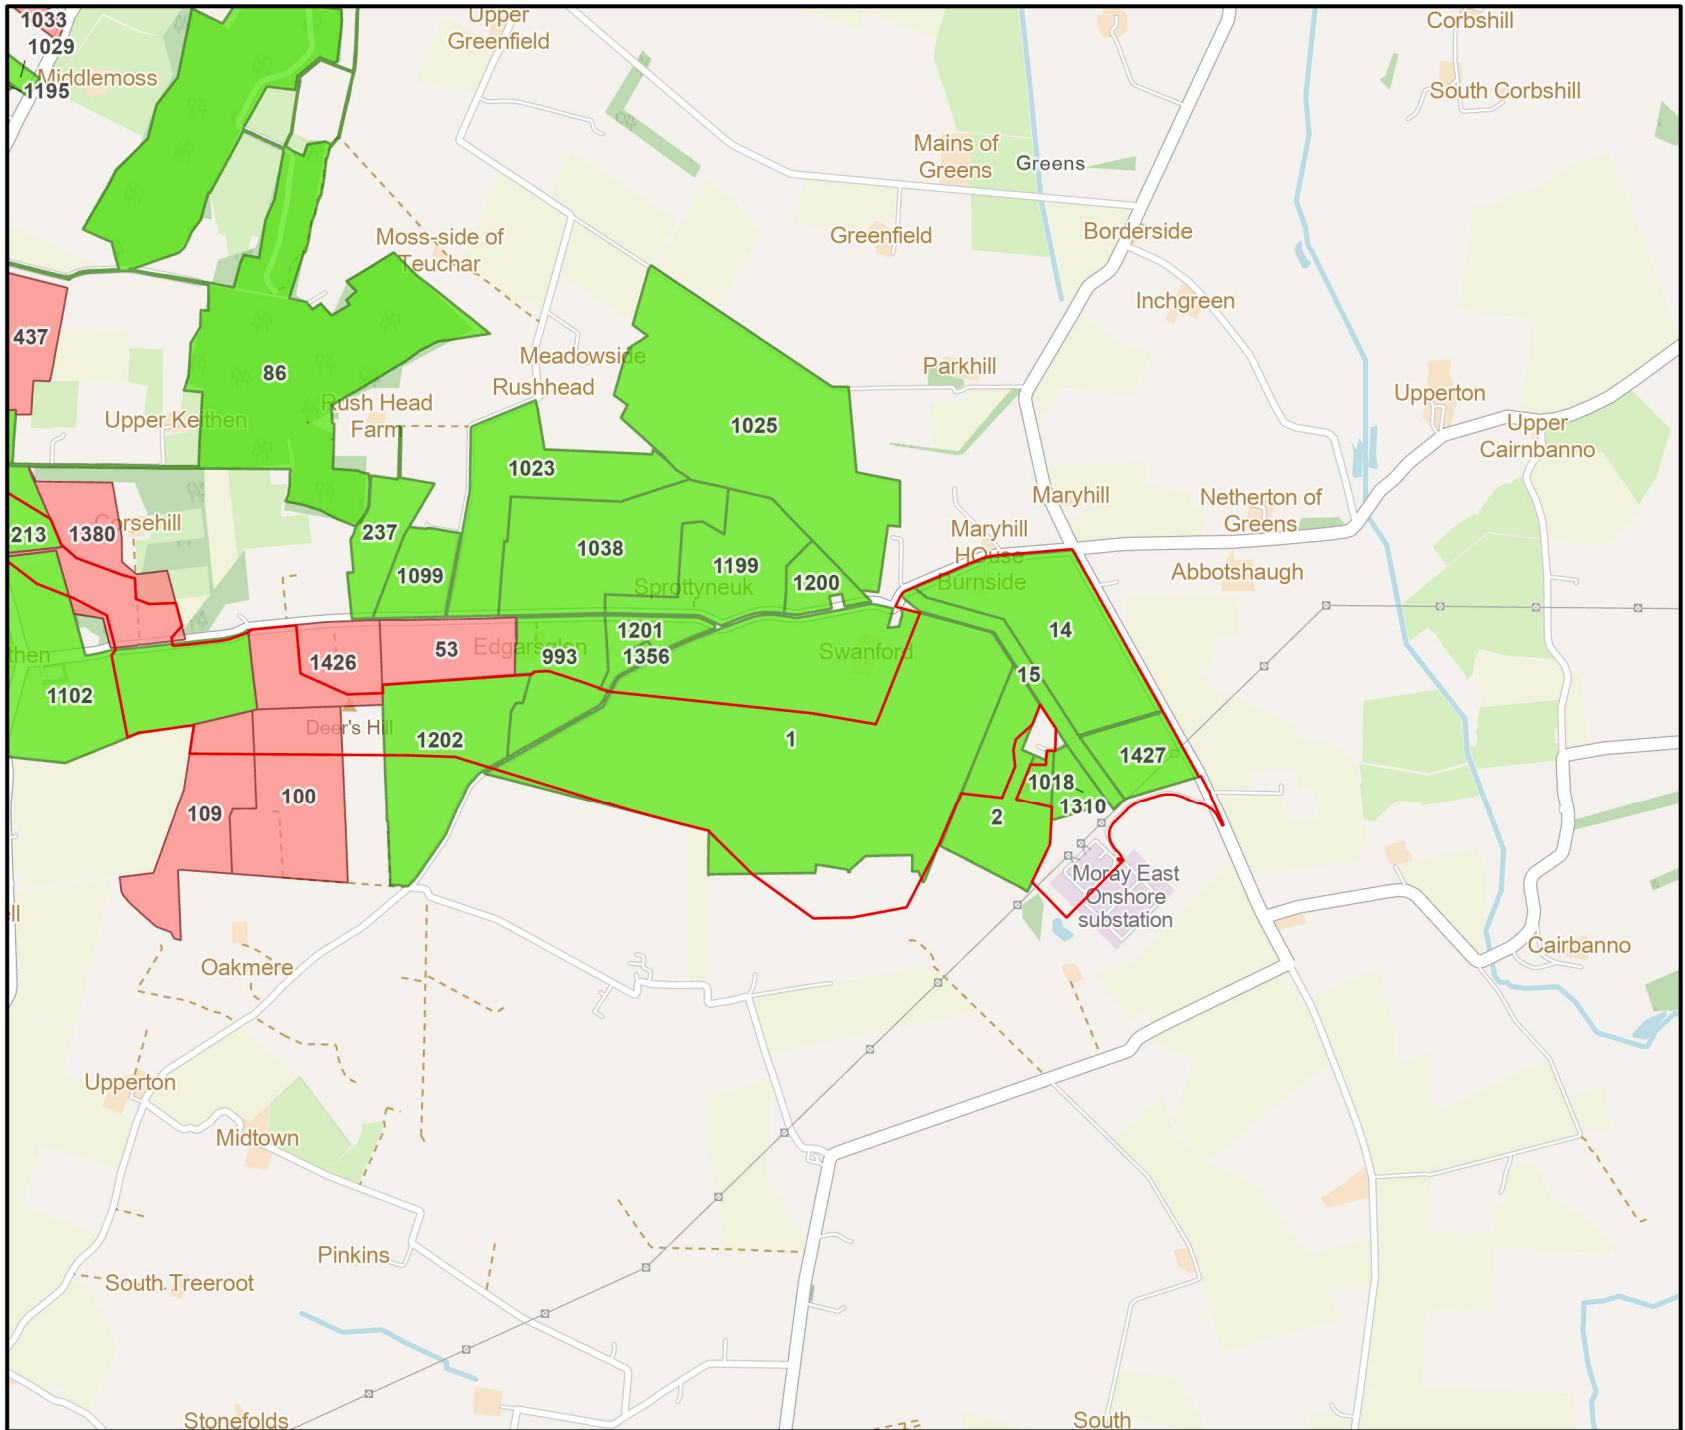 1033
1029
1195
Middlemoss
Upper
Greenfield
Corbshill
South Corbshill
Mains of
Greens
Greens
Moss-side of
Teuchar
Greenfield
Borderside
Inchgreen
437
86
Meadowside
Rushhead
Parkhill
Upperton
Upper Keithen
Rush Head
Farm
1025
Upper
Cairnbanno
1023
Maryhill
Netherton of
Greens
213
1380
Gorsehill
237
1038
Maryhill
HOuse
Burnside
1099
1199
Sprottyneuk
1200
Abbotshaugh
then
1426
53
Edgarsglen
993
1201
1356
Swanford
14
15
1102
Deer's Hill
1202
1
1427
1018
1310
109
100
2
Moray East
Onshore
substation
ell
Oakmere
Cairbanno
Upperton
Midtown
Pinkins
South Treeroot
Stonefolds
South